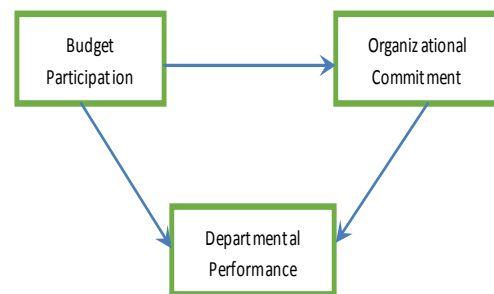 Budget
Participation
Organizational
Commitment
Departmental
Performance